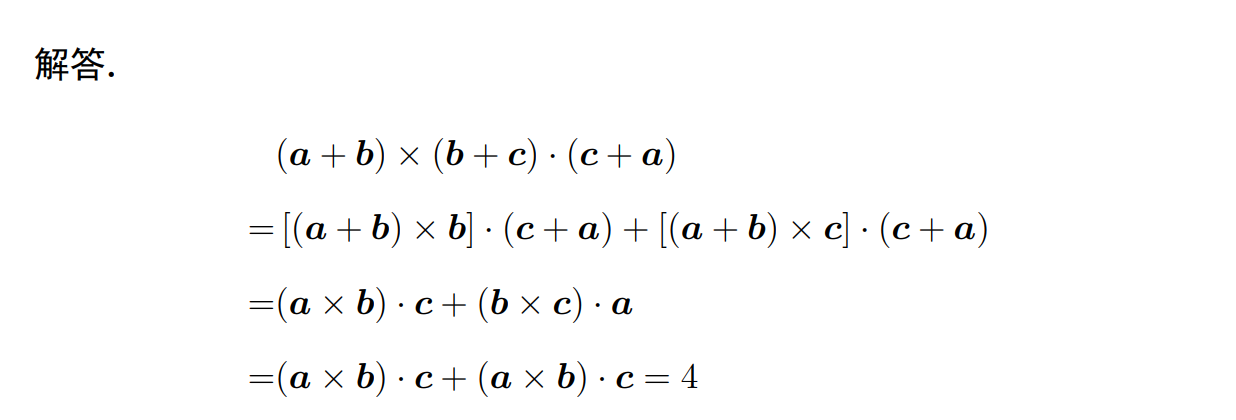 解答.
(a + b) × (b + c) · (c + a)
= [(a + b) × b] · (c + a) + [(a + b) × c] · (c + a)
=(a × b) · c + (b × c) · a
=(a × b) · c + (a × b) · c = 4